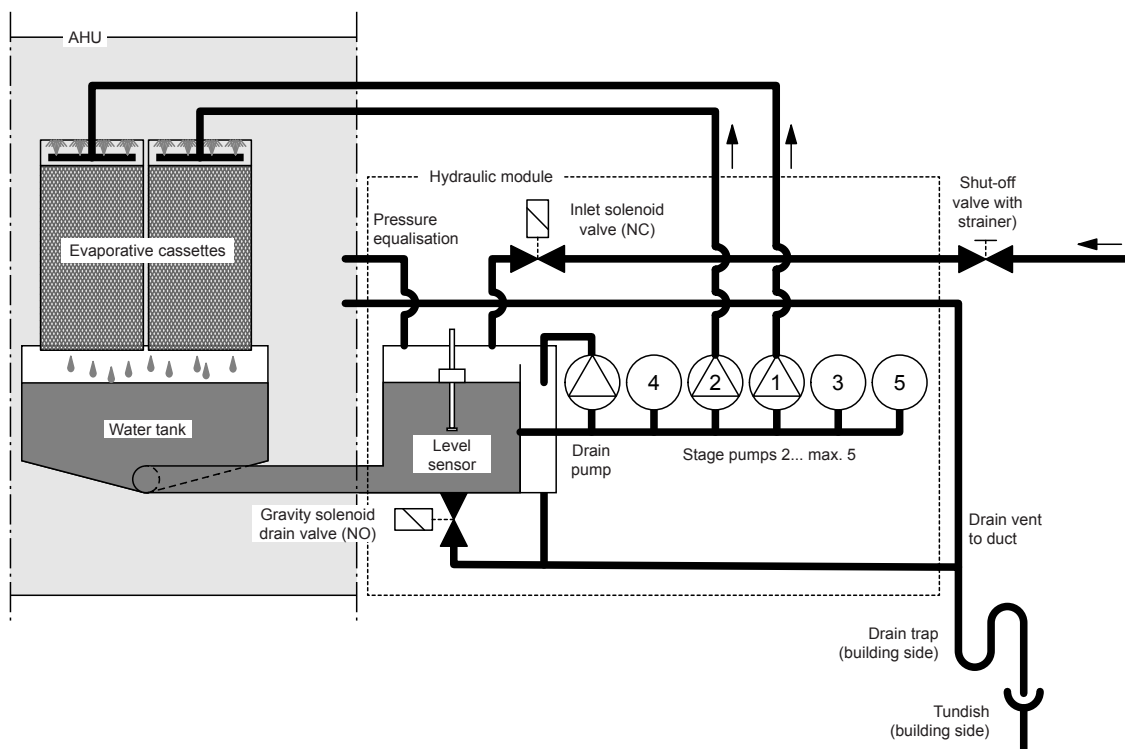 AHU
Hydraulic module
Pressure
equalisation
Inlet solenoid
valve (NC)
Shut-off
valve with
strainer)
Evaporative cassettes
4
2
1
3
5
Water tank
Level
sensor
Drain
pump
Stage pumps 2... max. 5
Gravity solenoid
drain valve (NO)
Drain vent
to duct
Drain trap
(building side)
Tundish
(building side)